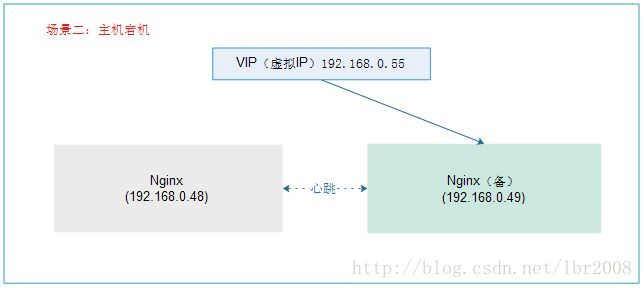 场景二：主机宕机
VIP（虚拟IP）192.168.0.55
Nginx
(192.168.0.48)
心跳
Nginx（备）
(192.168.0.49)
http://blog.csdn.net/lbr2008